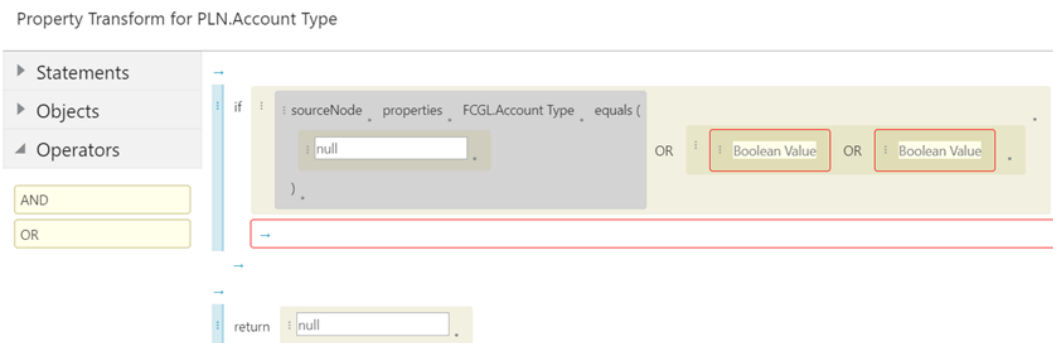 Property Transform for PLN.Account Type
Statements
Objects
Operators
AND
OR
if sourceNode . properties . FCGL.Account Type . equals (
null .
) .
OR Boolean Value OR Boolean Value .
.
return null .